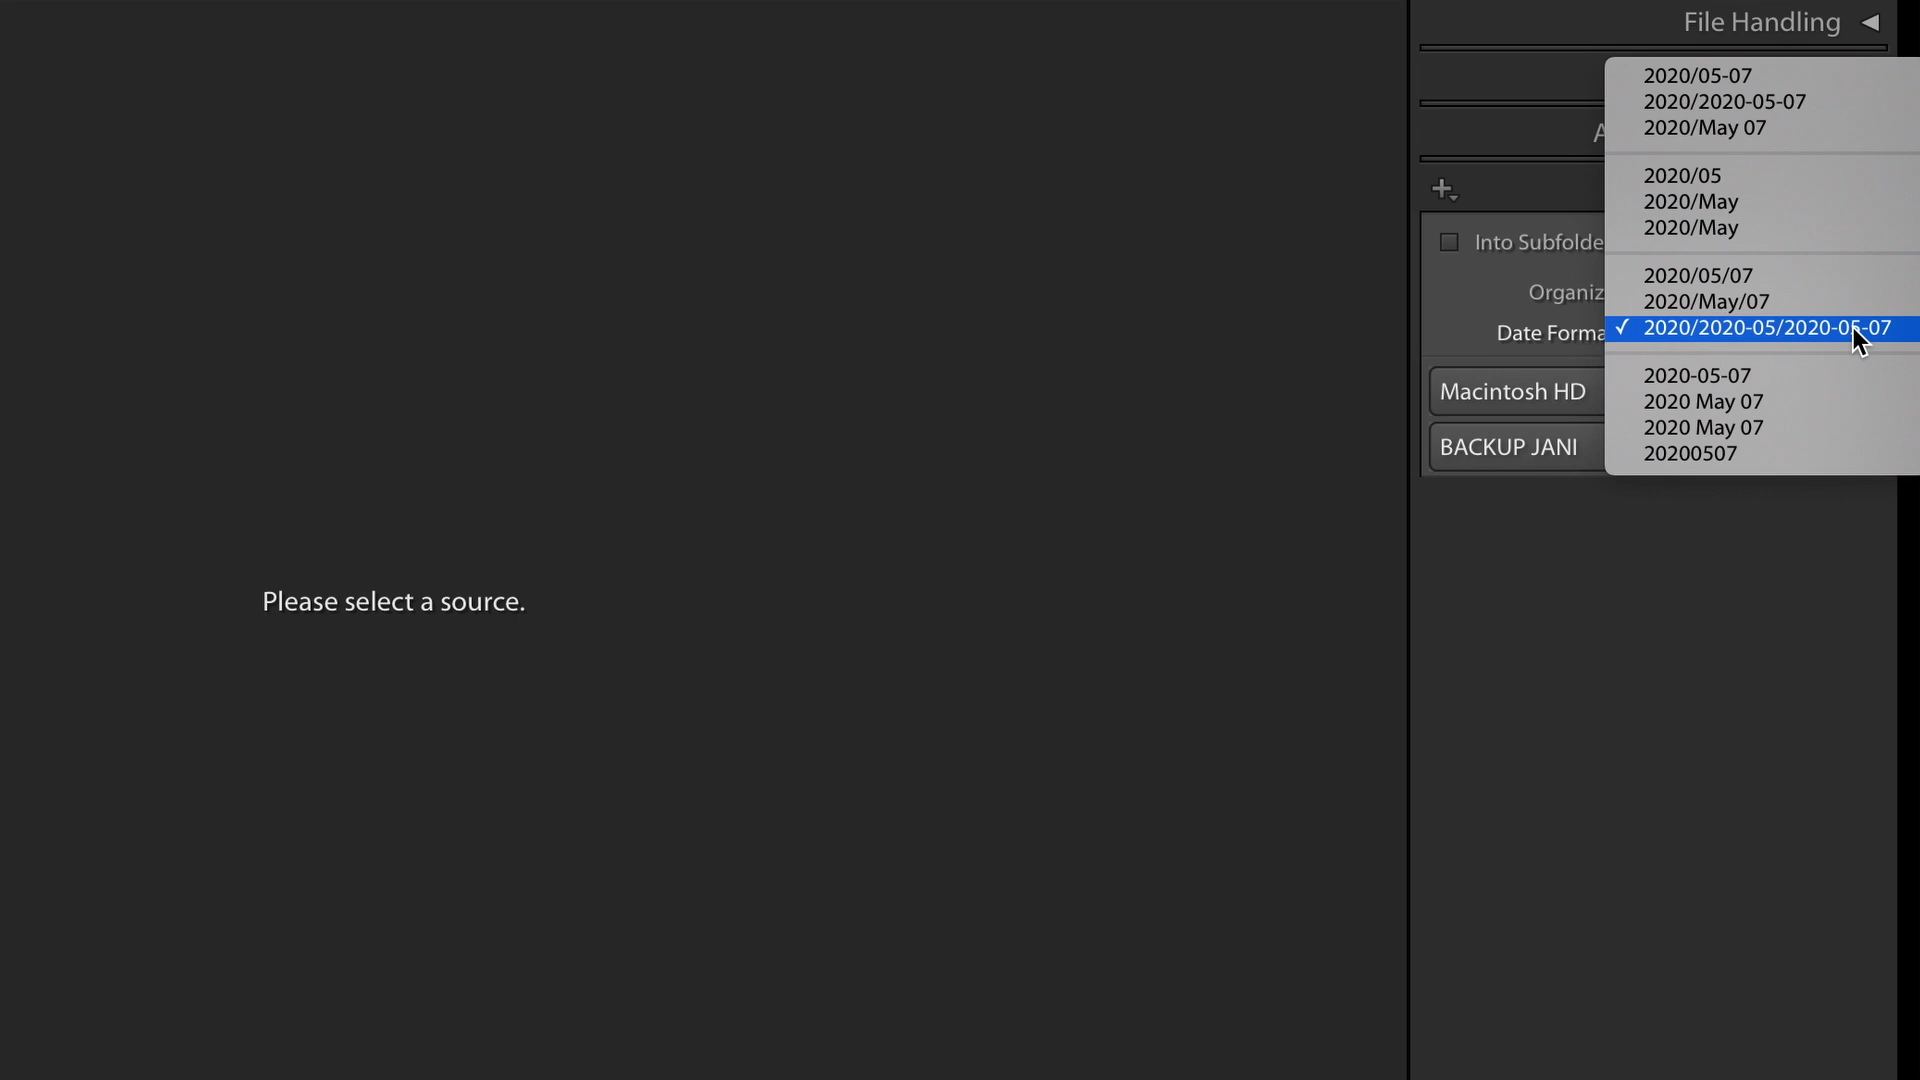 File Handling
2020/05-07
2020/2020-05-07
2020/May 07
2020/05
2020/May
2020/May
Into Subfolde
2020/05/07
Organiz
2020/May/07
Date Forma
2020/2020-05/2020-05-07
2020-05-07
Macintosh HD
2020 May 07
2020 May 07
BACKUP JANI
20200507
Please select a source.